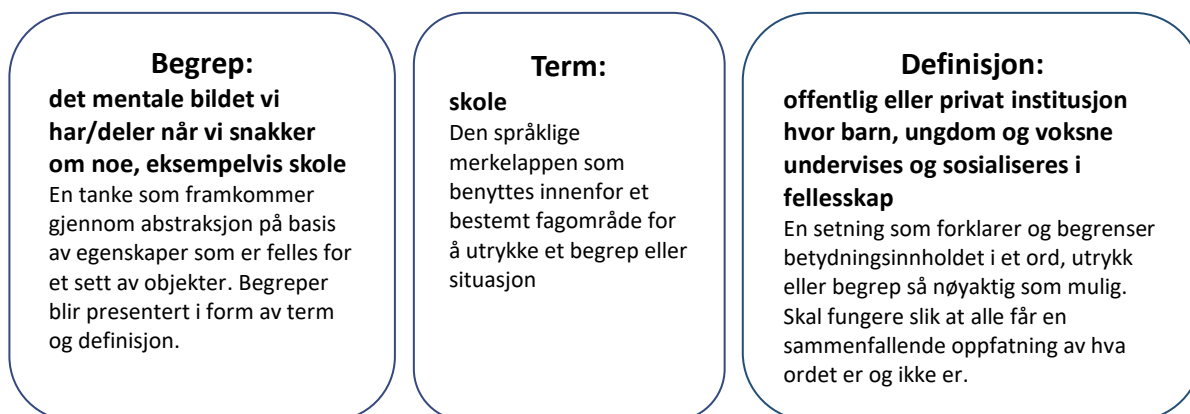 Begrep:
det mentale bildet vi
har/deler når vi snakker
om noe, eksempelvis skole
En tanke som framkommer
gjennom abstraksjon på basis
av egenskaper som er felles for
et sett av objekter. Begreper
blir presentert i form av term
og definisjon.
Term:
skole
Den språklige
merkelappen som
benyttes innenfor et
bestemt fagområde for
å utrykke et begrep eller
situasjon
Definisjon:
offentlig eller privat institusjon
hvor barn, ungdom og voksne
undervises og sosialiseres i
fellesskap
En setning som forklarer og begrenser
betydningsinnholdet i et ord, utrykk
eller begrep så nøyaktig som mulig.
Skal fungere slik at alle får en
sammenfallende oppfatning av hva
ordet er og ikke er.